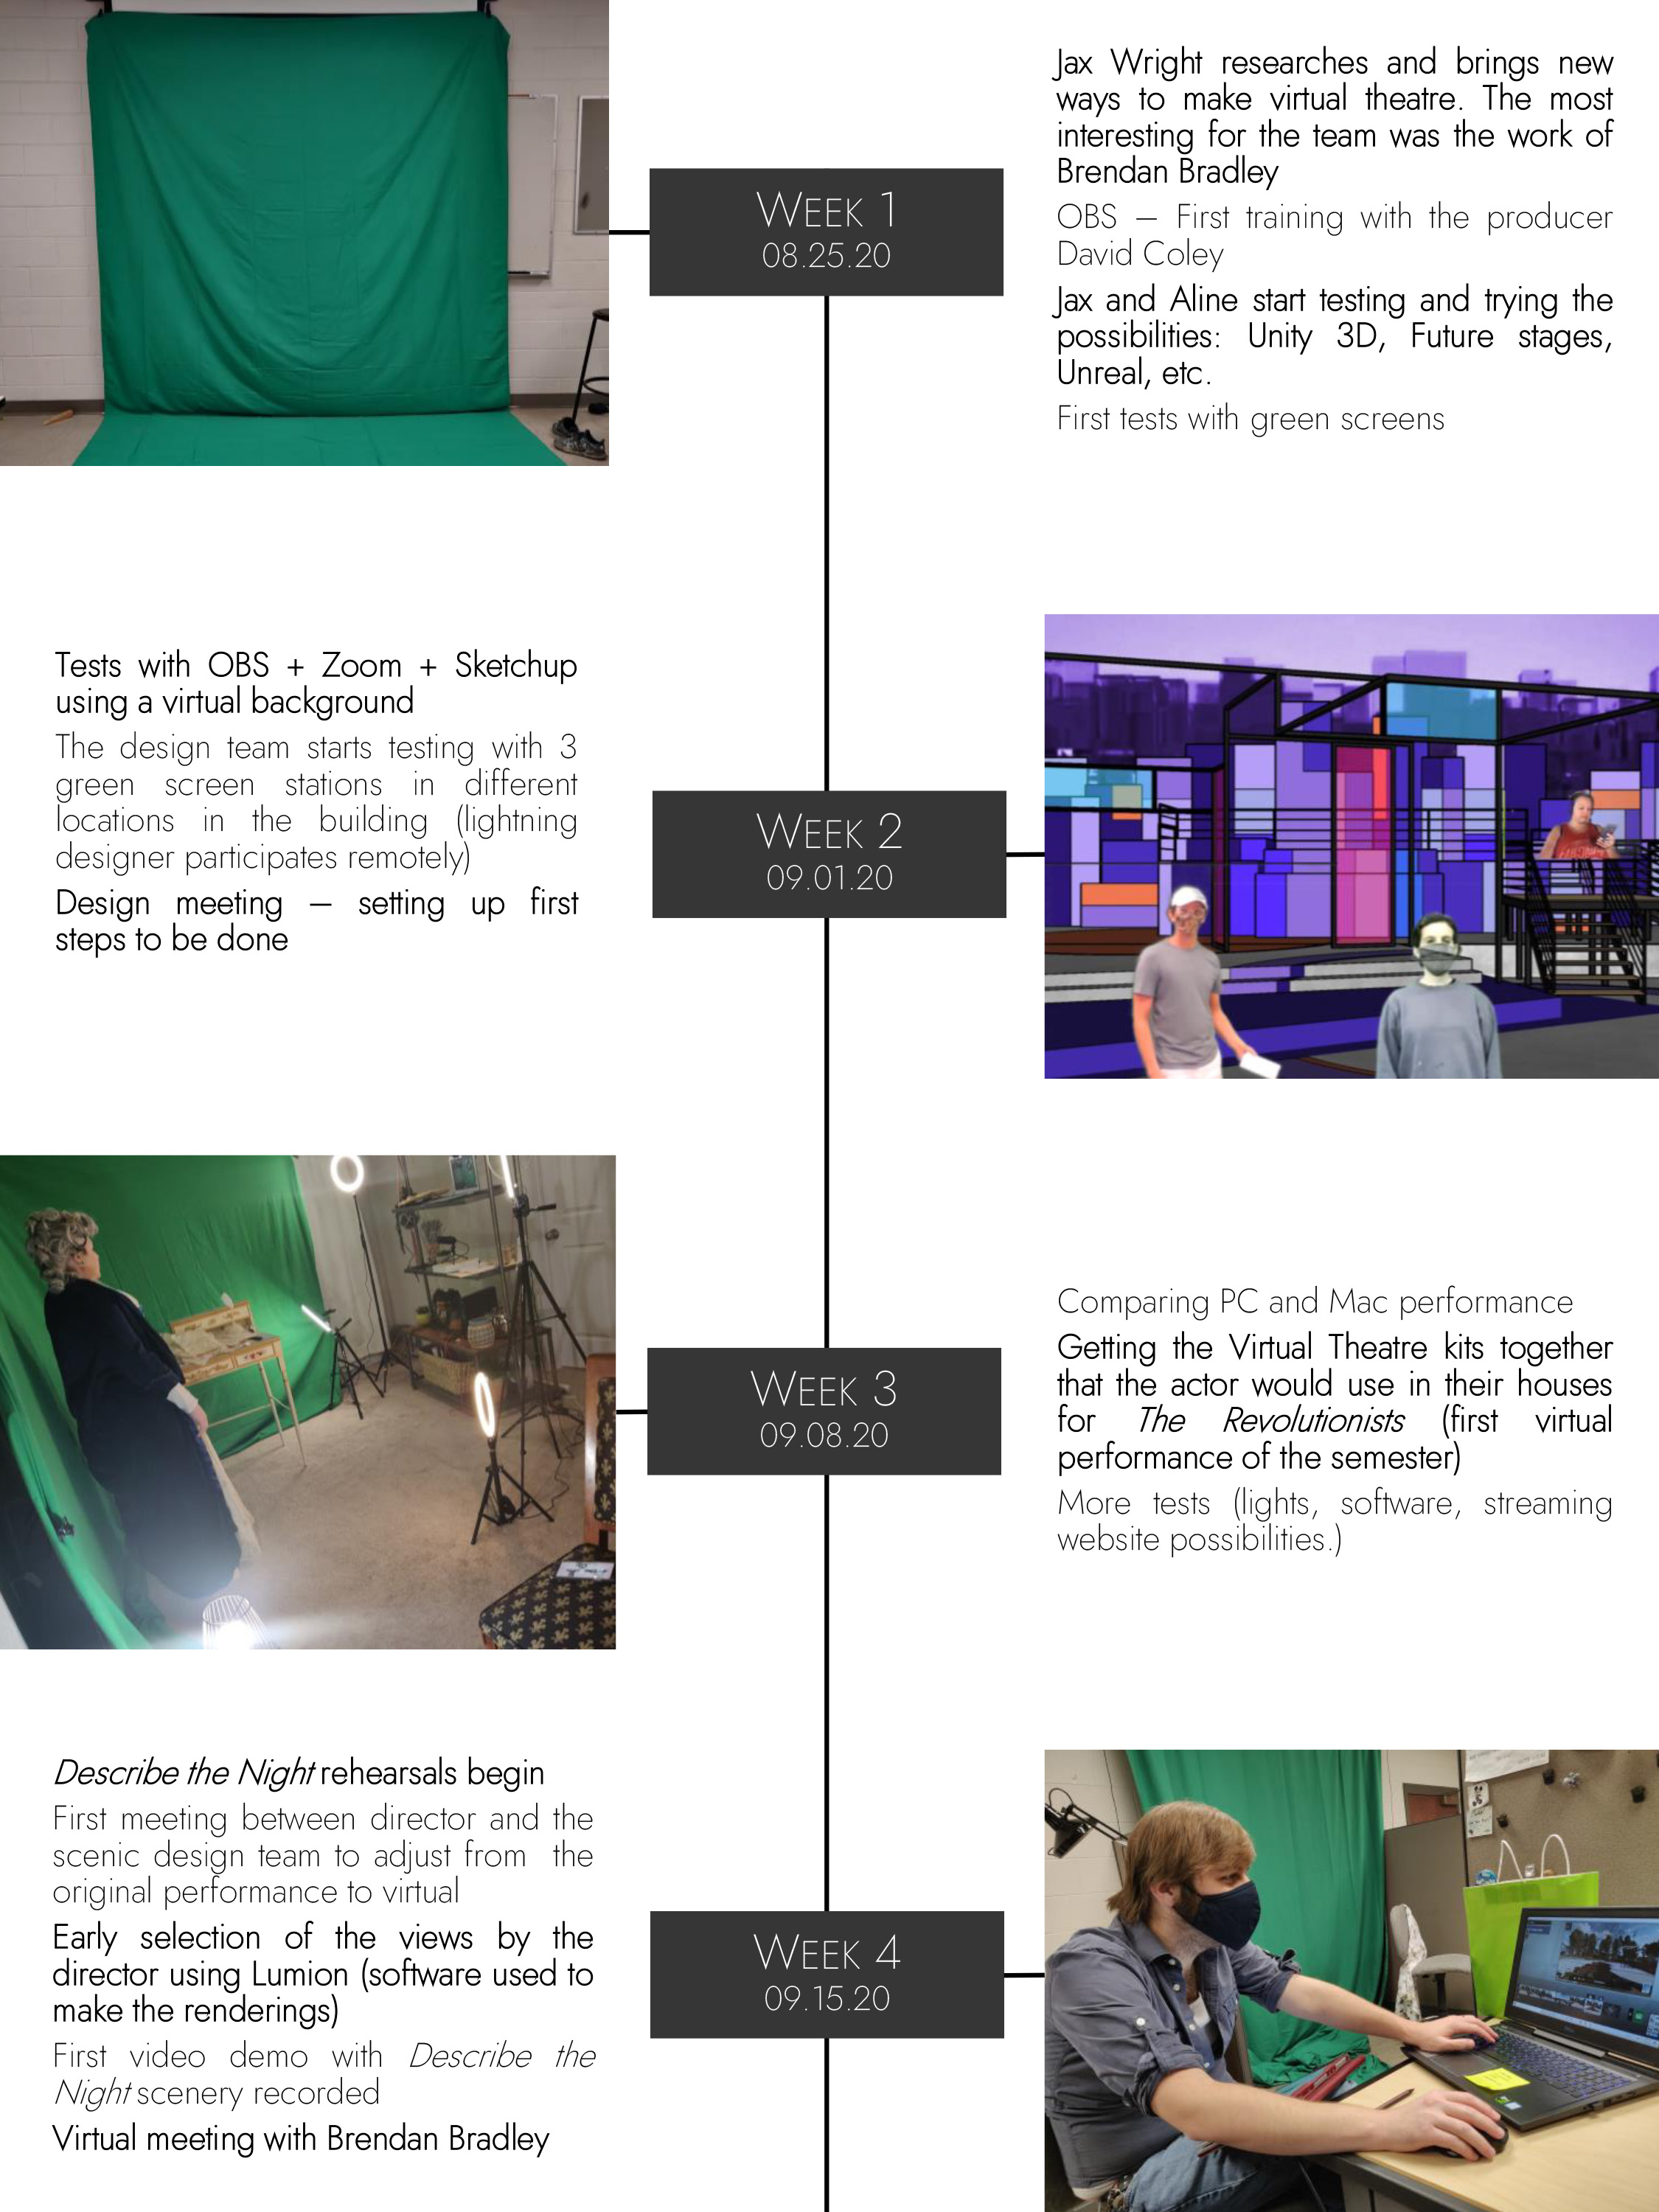 Jax Wright researches and brings new
ways to make virtual theatre. The most
interesting for the team was the work of
Brendan Bradley
OBS – First training with the producer
David Coley
Jax and Aline start testing and trying the
possibilities: Unity 3D, Future stages,
Unreal, etc.
First tests with green screens
WEEK 1
08.25.20
Tests with OBS + Zoom + Sketchup
using a virtual background
The design team starts testing with 3
green screen stations in different
locations in the building (lightning
designer participates remotely)
Design meeting – setting up first
steps to be done
WEEK 2
09.01.20
WEEK 3
09.08.20
Comparing PC and Mac performance
Getting the Virtual Theatre kits together
that the actor would use in their houses
for The Revolutionists (first virtual
performance of the semester)
More tests (lights, software, streaming
website possibilities.)
Describe the Night rehearsals begin
First meeting between director and the
scenic design team to adjust from the
original performance to virtual
Early selection of the views by the
director using Lumion (software used to
make the renderings)
First video demo with Describe the
Night scenery recorded
Virtual meeting with Brendan Bradley
WEEK 4
09.15.20